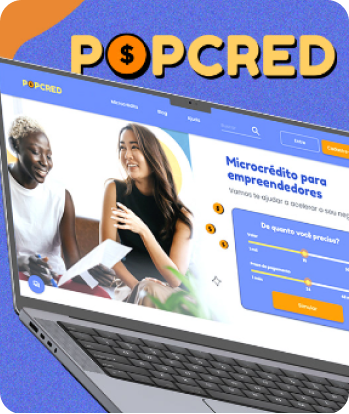 POPCRED
POPCRED
Microcrédito
Blog
Ajuda
Entrar
Microcrédito para
empreendedores
Vamos te ajudar a acelerar o seu neg
De quanto você precisa?
Valor
Simular